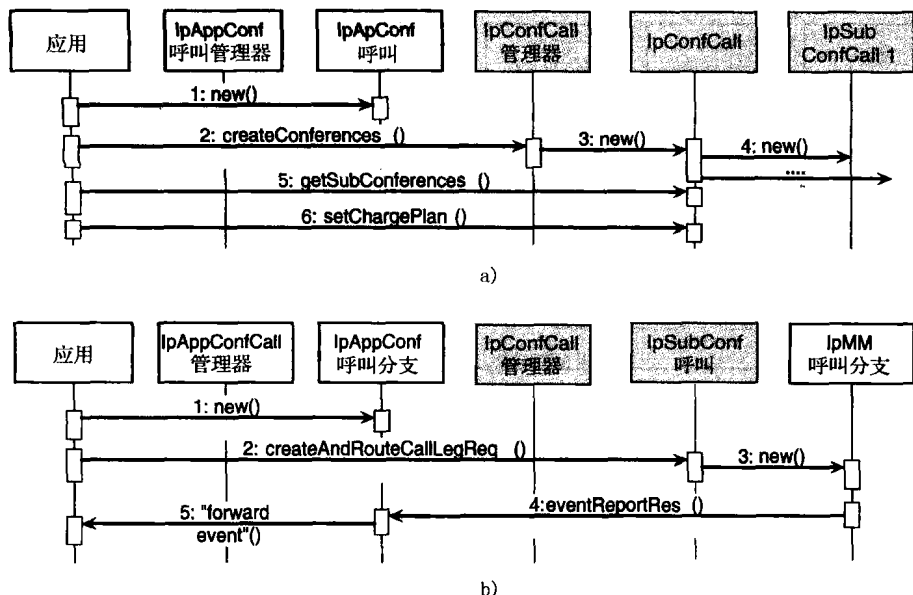 应用
IpAppConf
呼叫管理器
IpApConf
呼叫
IpConfCall
管理器
IpConfCall
IpSub
ConfCall 1
1: new()
2: createConferences ()
3: new()
4: new()
....
5: getSubConferences ()
6: setChargePlan ()
a)
应用
IpAppConfCall
管理器
IpAppConf
呼叫分支
IpConfCall
管理器
IpSubConf
呼叫
IpMM
呼叫分支
1: new()
2: createAndRouteCallLegReq ()
3: new()
4:eventReportRes ()
5: "forward
event"()
b)